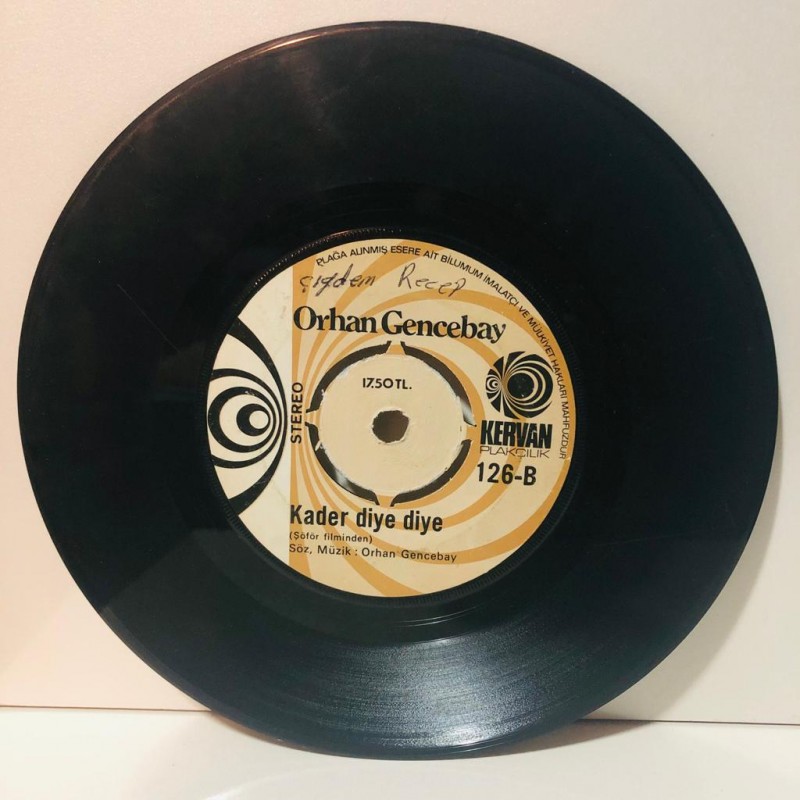 PLAĞA ALINMIŞ ESERE AİT BİLUMUM İMALATÇI VE MÜLKİYET HAKLARI MAHFUZDUR
çiğdem Recep
Orhan Gencebay
17.50 TL.
STEREO
KERVAN
PLAKÇILIK
126-B
Kader diye diye
(Şoför filminden)
Söz, Müzik : Orhan Gencebay